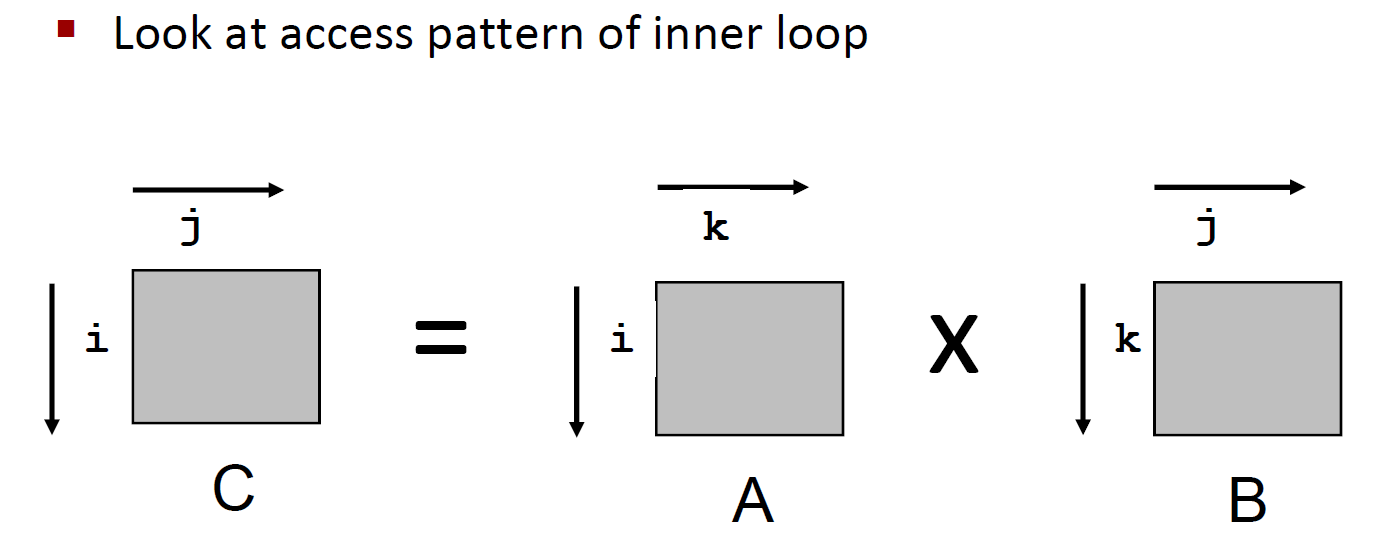 Look at access pattern of inner loop
j k j
i = i X k
C A B